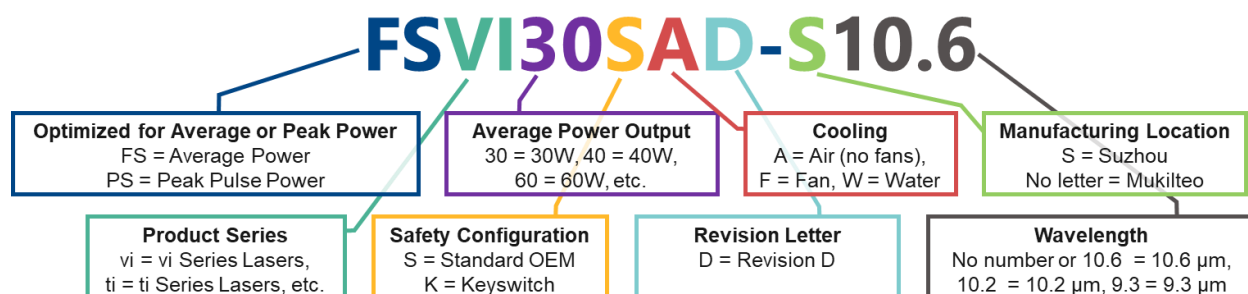 FSVI30SAD-S10.6
Optimized for Average or Peak Power
FS = Average Power
PS = Peak Pulse Power
Average Power Output
30 = 30W, 40 = 40W,
60 = 60W, etc.
Cooling
A = Air (no fans),
F = Fan, W = Water
Manufacturing Location
S = Suzhou
No letter = Mukilteo
Product Series
vi = vi Series Lasers,
ti = ti Series Lasers, etc.
Safety Configuration
S = Standard OEM
K = Keyswitch
Revision Letter
D = Revision D
Wavelength
No number or 10.6 = 10.6 µm,
10.2 = 10.2 µm, 9.3 = 9.3 µm